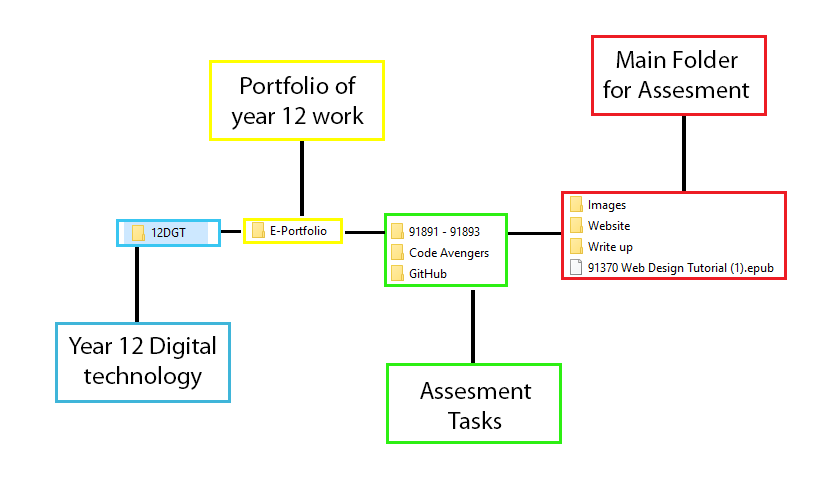 Main Folder
for Assesment
Portfolio of
year 12 work
12DGT
E-Portfolio
91891 - 91893
Code Avengers
GitHub
Images
Website
Write up
91370 Web Design Tutorial (1).epub
Year 12 Digital
technology
Assesment
Tasks